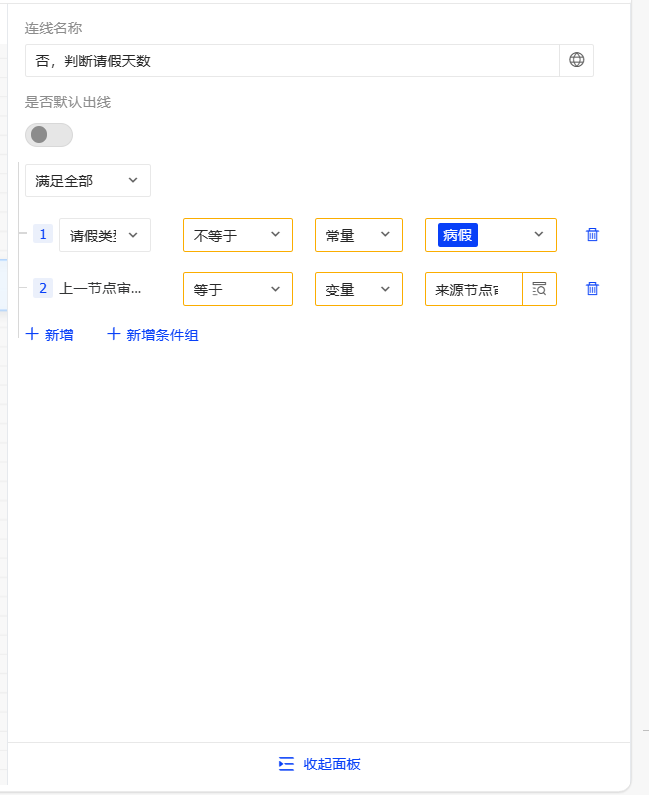 连线名称
否，判断请假天数
是否默认出线
满足全部
1 请假类 不等于 常量 病假
2 上一节点审... 等于 变量 来源节点
+ 新增 + 新增条件组
收起面板